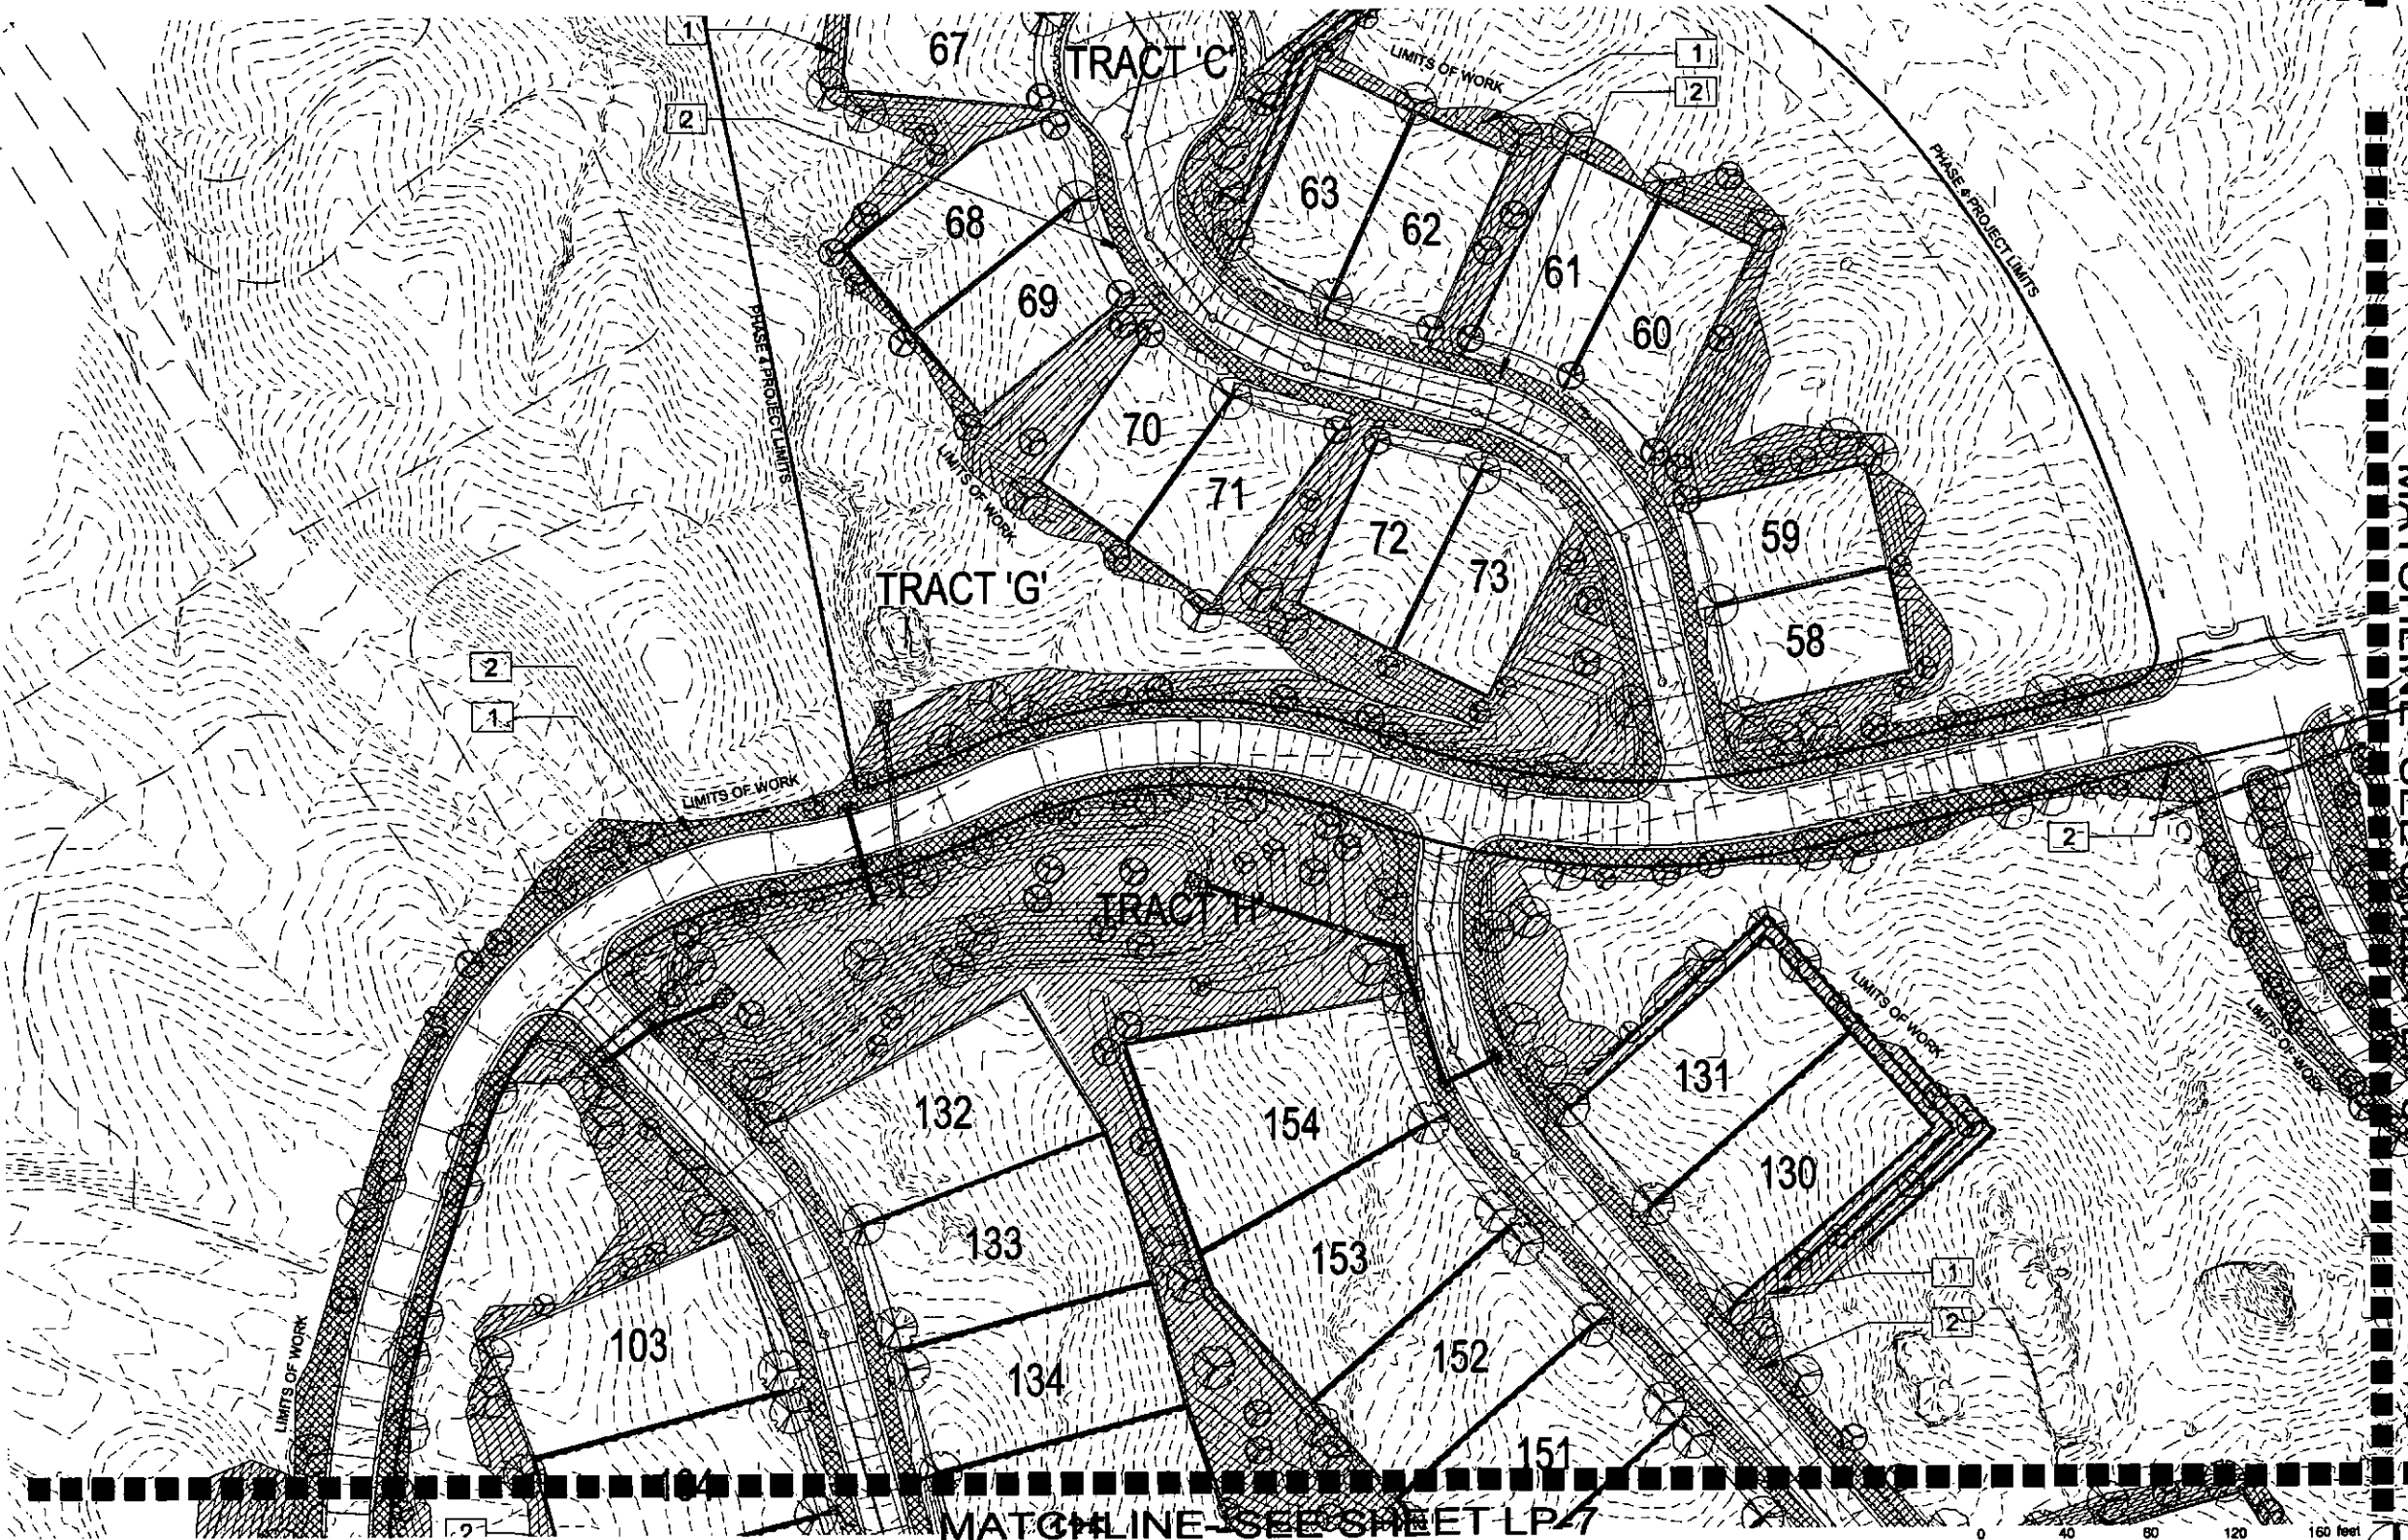 1
67
TRACT 'C'
LIMITS OF WORK
1
2
2
63
68
62
PHASE 4 PROJECT LIMITS
61
69
60
PHASE 4 PROJECT LIMITS
70
71
LIMITS OF WORK
72
59
73
TRACT 'G'
58
2
1
LIMITS OF WORK
2
TRACT 'H'
LIMITS OF WORK
LIMITS OF WORK
131
132
154
130
133
153
1
2
LIMITS OF WORK
103
152
134
151
104
2
MATCHLINE-SEE SHEET LP-7
0 40 80 120 160 feet